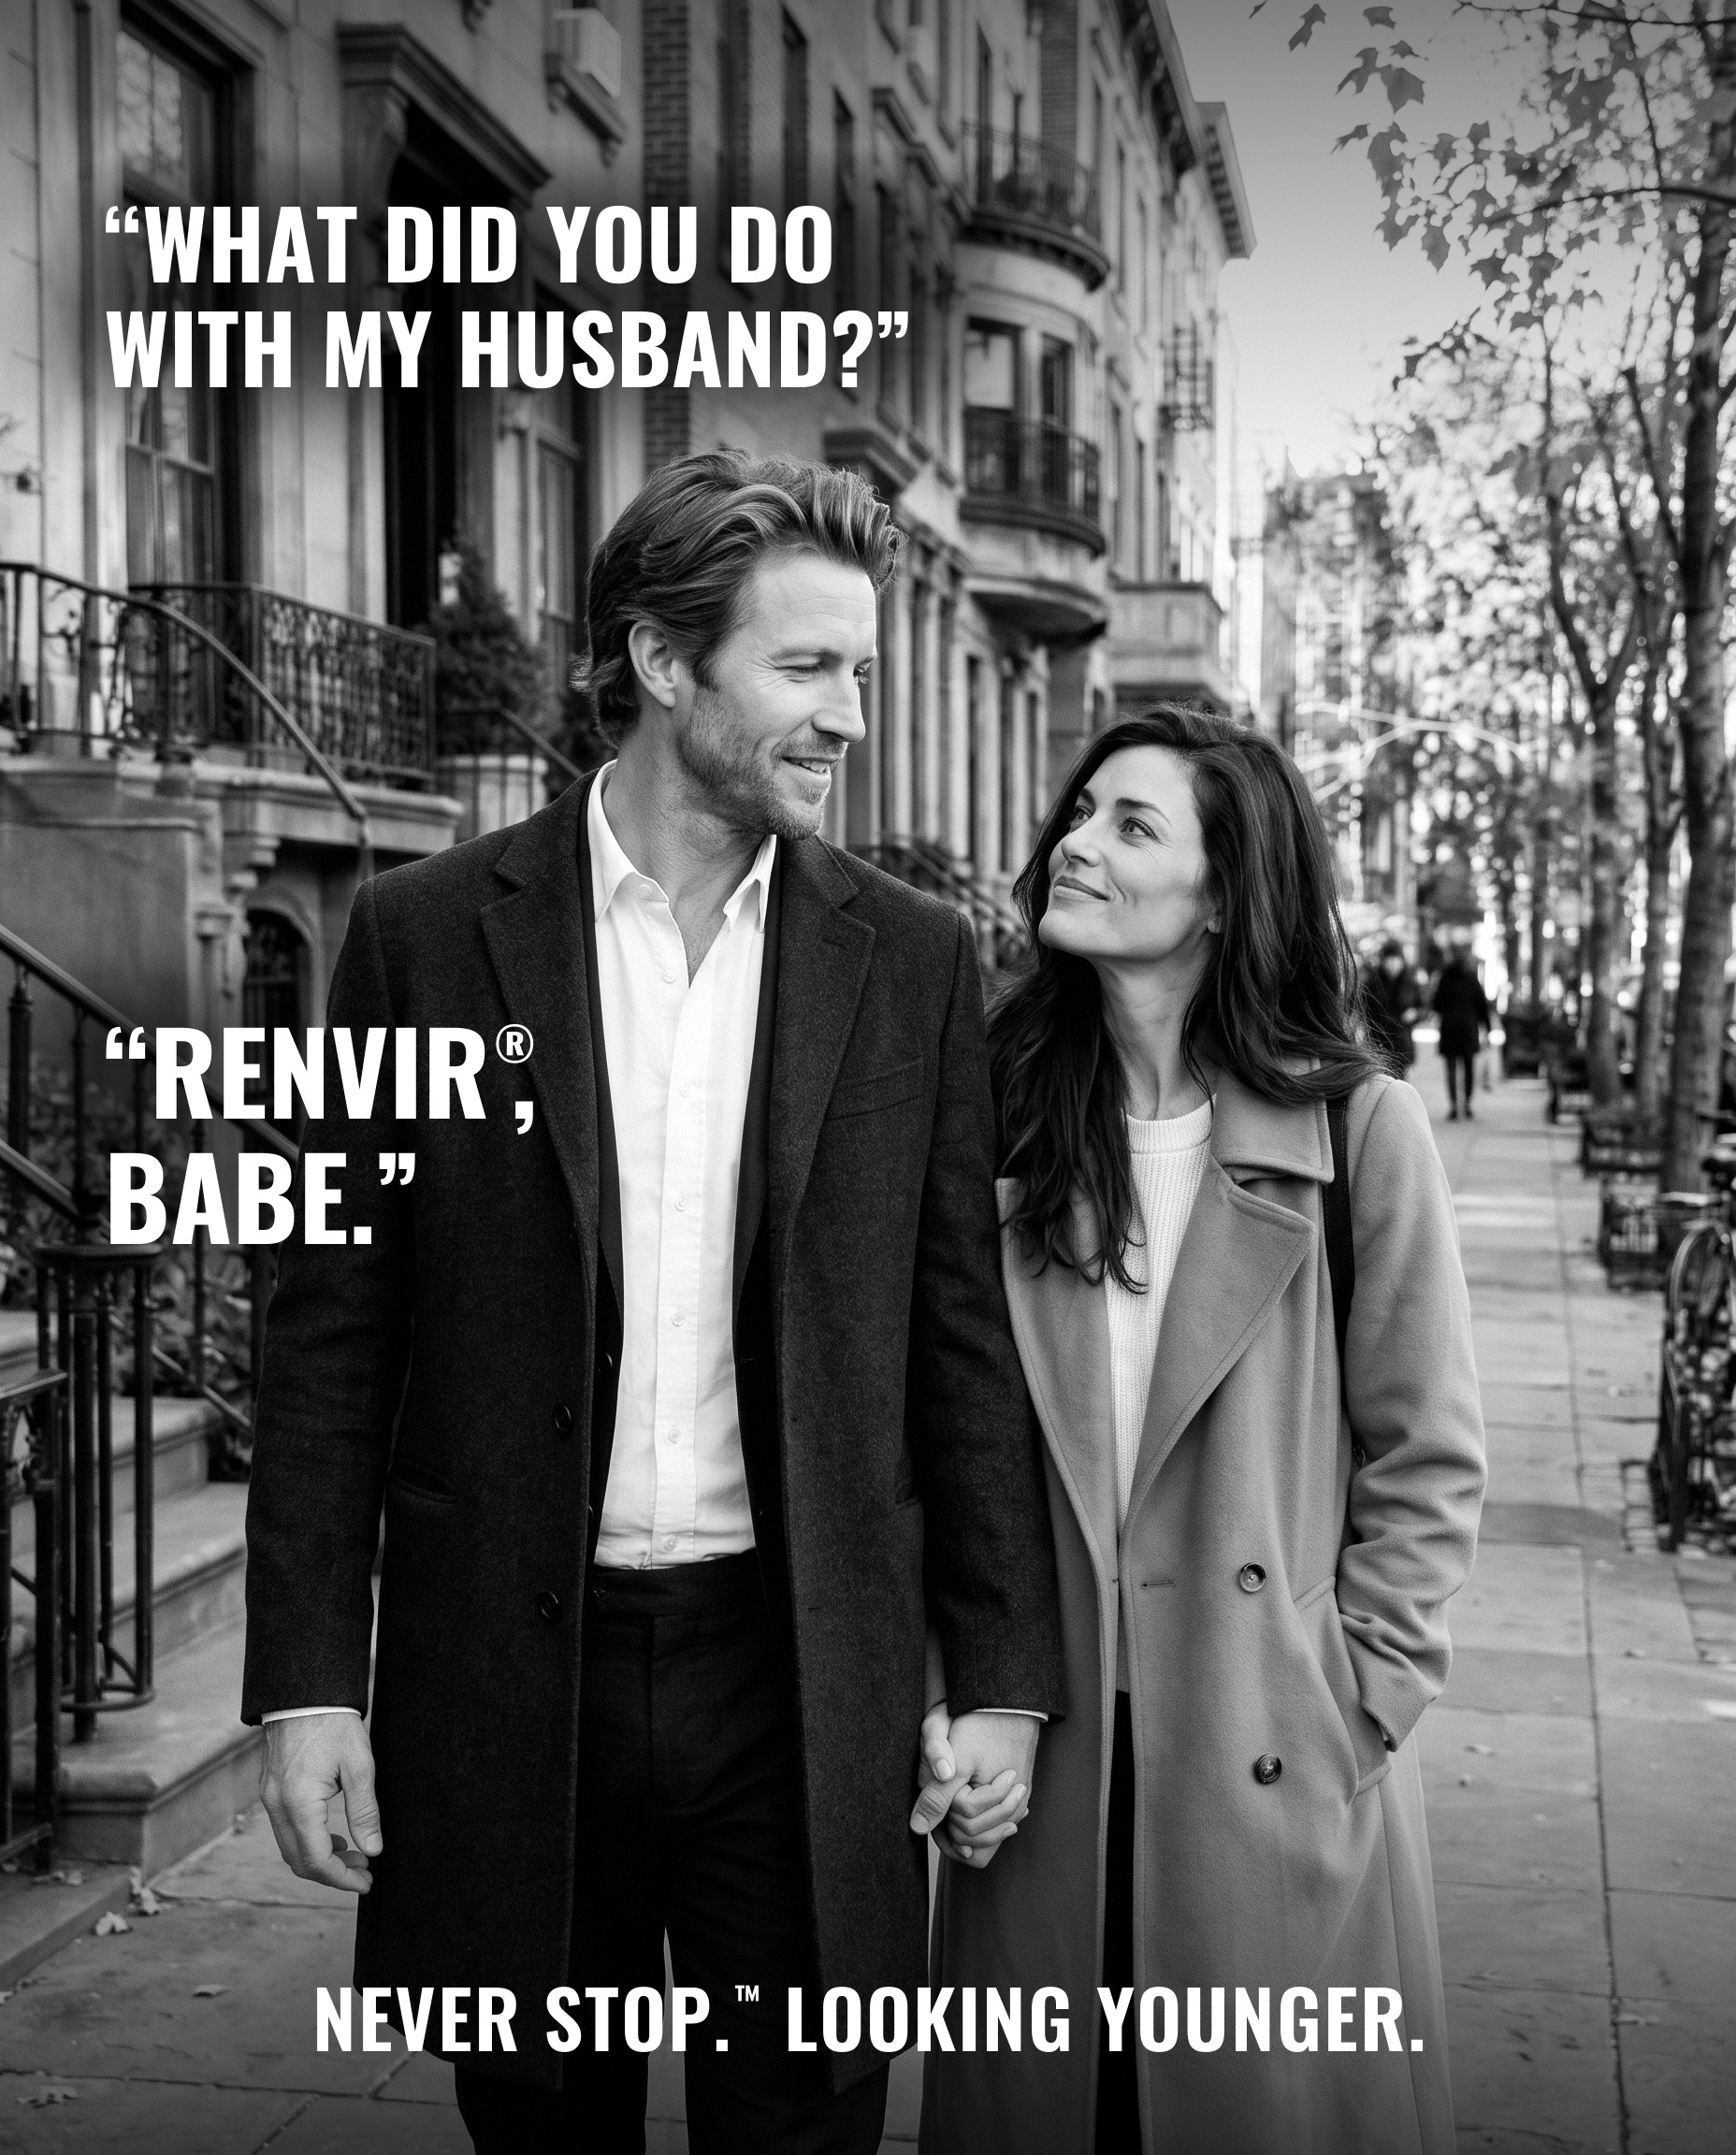 “WHAT DID YOU DO
WITH MY HUSBAND?”
“RENVIR®,
BABE.”
NEVER STOP.™ LOOKING YOUNGER.